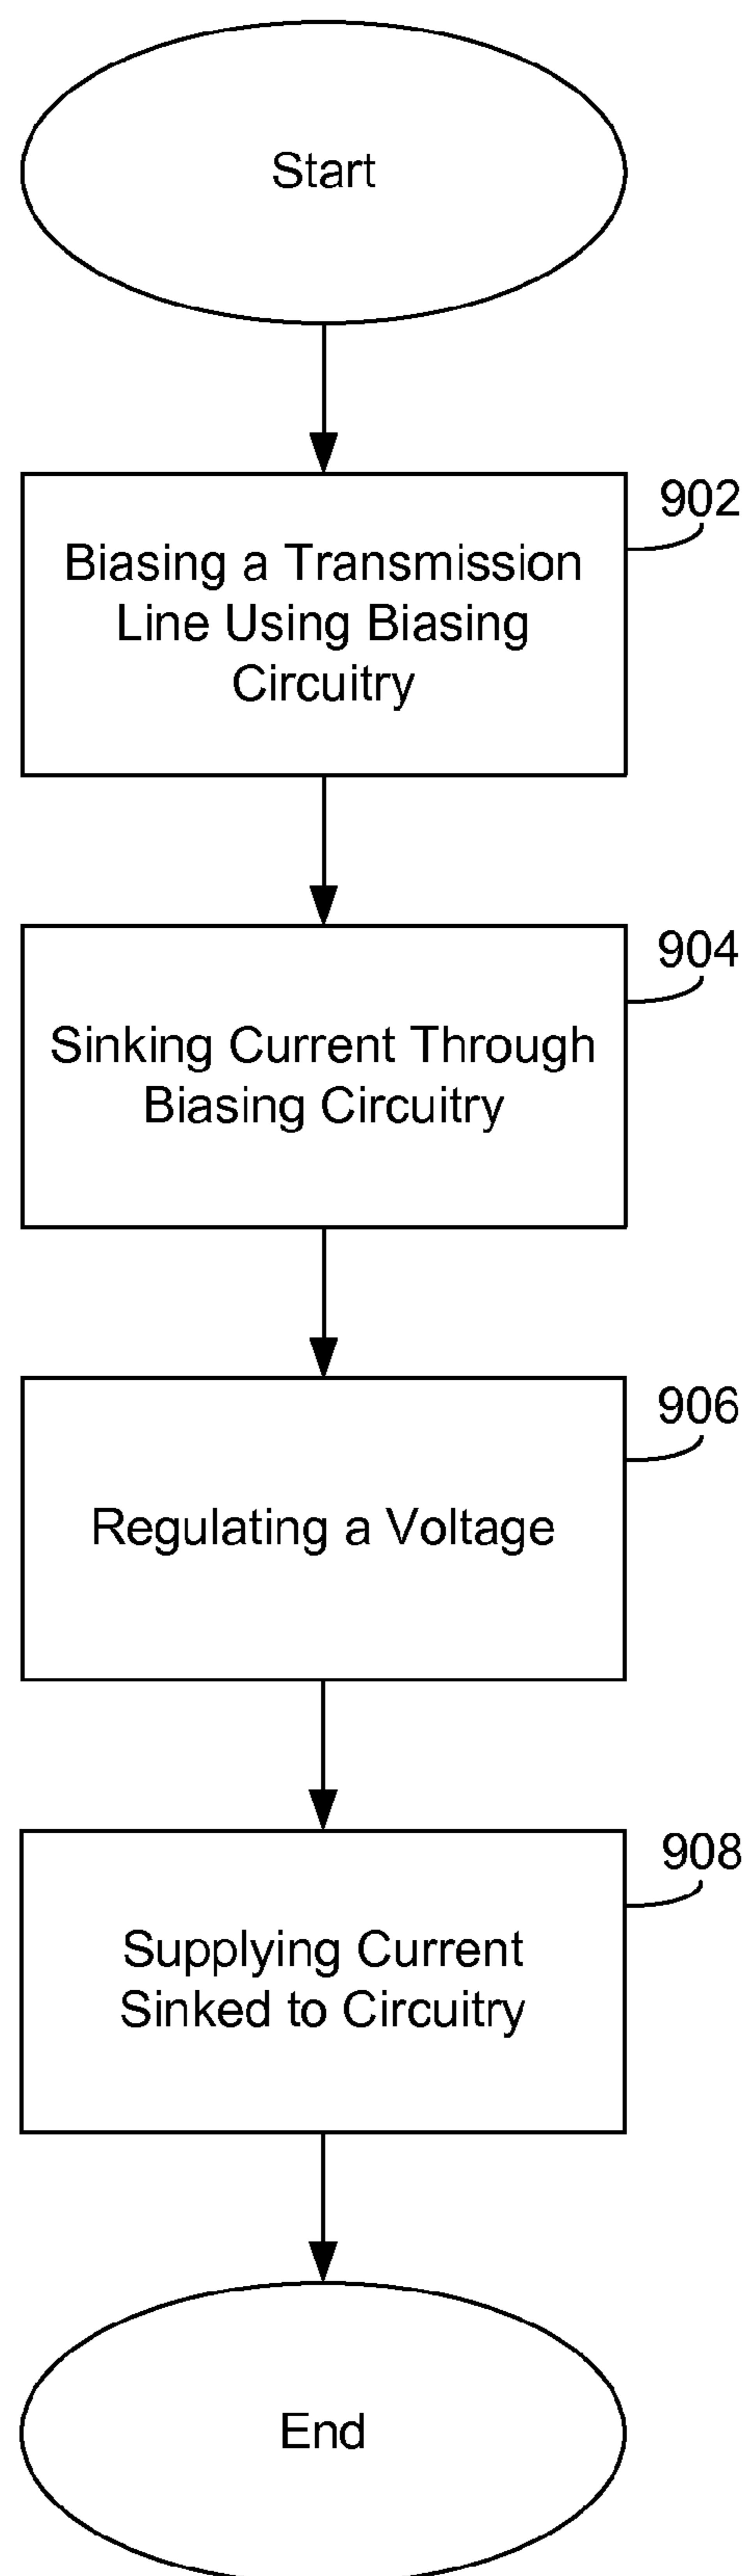 Start
902
Biasing a Transmission
Line Using Biasing
Circuitry
904
Sinking Current Through
Biasing Circuitry
906
Regulating a Voltage
908
Supplying Current
Sinked to Circuitry
End